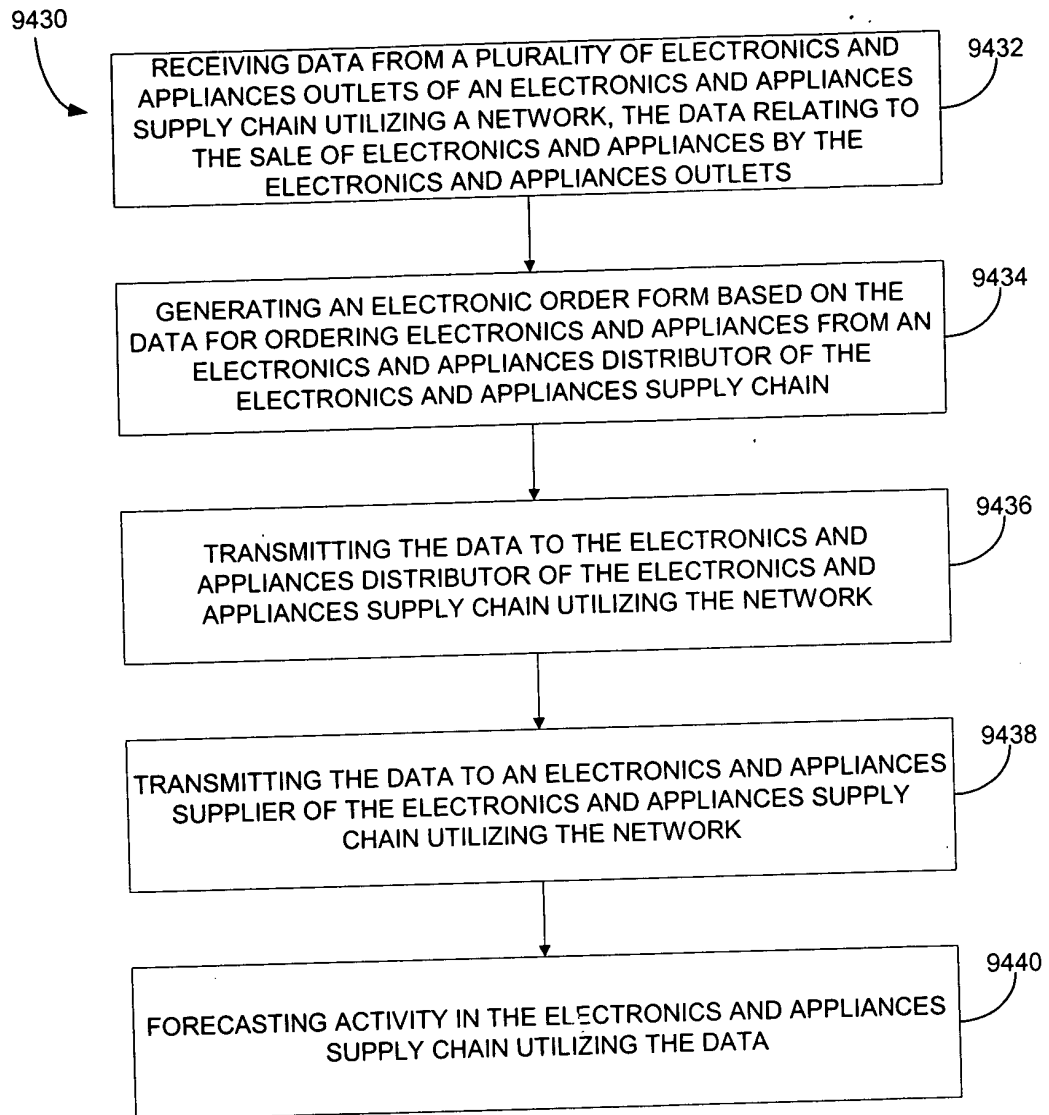 9430
RECEIVING DATA FROM A PLURALITY OF ELECTRONICS AND
APPLIANCES OUTLETS OF AN ELECTRONICS AND APPLIANCES
SUPPLY CHAIN UTILIZING A NETWORK, THE DATA RELATING TO
THE SALE OF ELECTRONICS AND APPLIANCES BY THE
ELECTRONICS AND APPLIANCES OUTLETS
9432
GENERATING AN ELECTRONIC ORDER FORM BASED ON THE
DATA FOR ORDERING ELECTRONICS AND APPLIANCES FROM AN
ELECTRONICS AND APPLIANCES DISTRIBUTOR OF THE
ELECTRONICS AND APPLIANCES SUPPLY CHAIN
9434
TRANSMITTING THE DATA TO THE ELECTRONICS AND
APPLIANCES DISTRIBUTOR OF THE ELECTRONICS AND
APPLIANCES SUPPLY CHAIN UTILIZING THE NETWORK
9436
TRANSMITTING THE DATA TO AN ELECTRONICS AND APPLIANCES
SUPPLIER OF THE ELECTRONICS AND APPLIANCES SUPPLY
CHAIN UTILIZING THE NETWORK
9438
FORECASTING ACTIVITY IN THE ELECTRONICS AND APPLIANCES
SUPPLY CHAIN UTILIZING THE DATA
9440